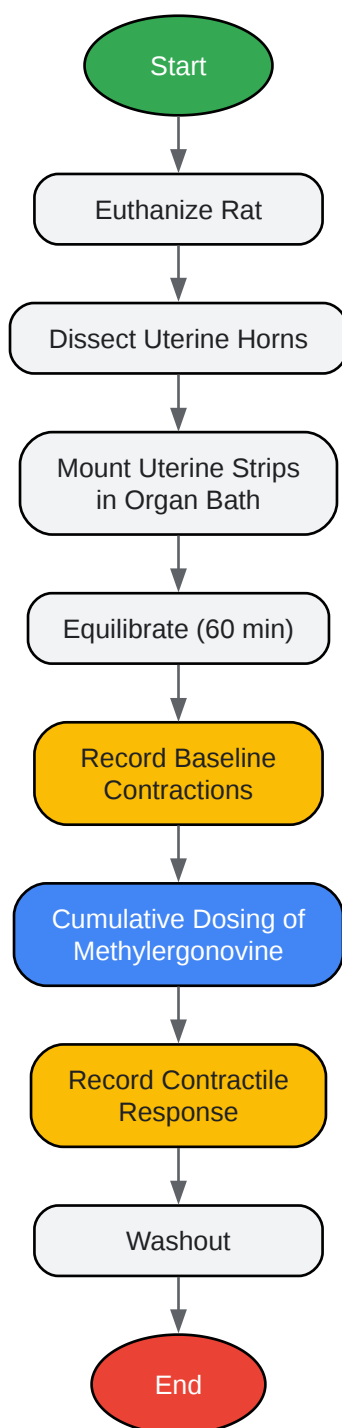 Start
Euthanize Rat
Dissect Uterine Horns
Mount Uterine Strips
in Organ Bath
Equilibrate (60 min)
Record Baseline
Contractions
Cumulative Dosing of
Methylergonovine
Record Contractile
Response
Washout
End